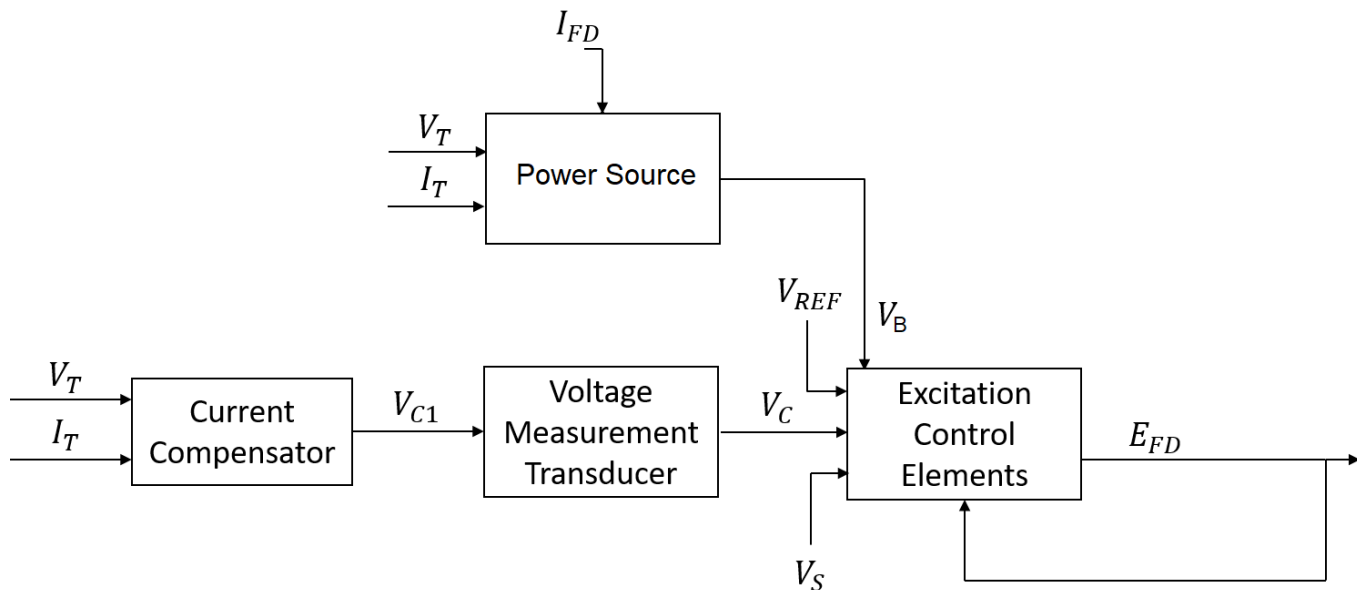 I_FD
V_T
I_T
Power Source
V_REF
V_B
V_T
I_T
Current
Compensator
V_C1
Voltage
Measurement
Transducer
V_C
Excitation
Control
Elements
E_FD
V_S